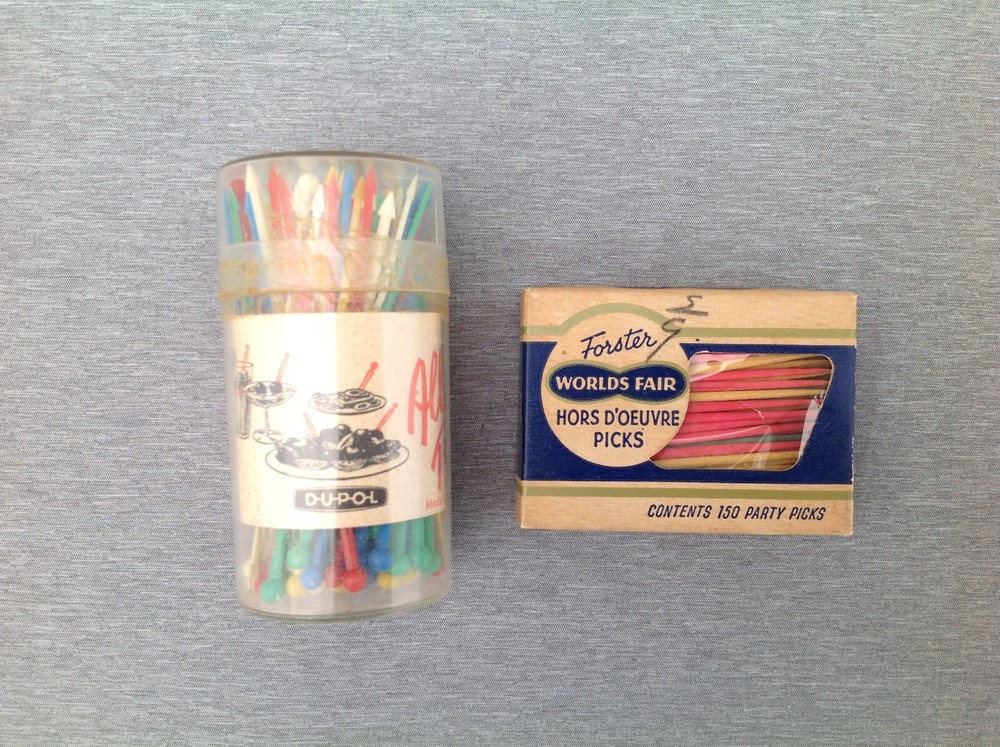 D·U·P·O·L
Forster
WORLDS FAIR
HORS D'OEUVRE
PICKS
CONTENTS 150 PARTY PICKS